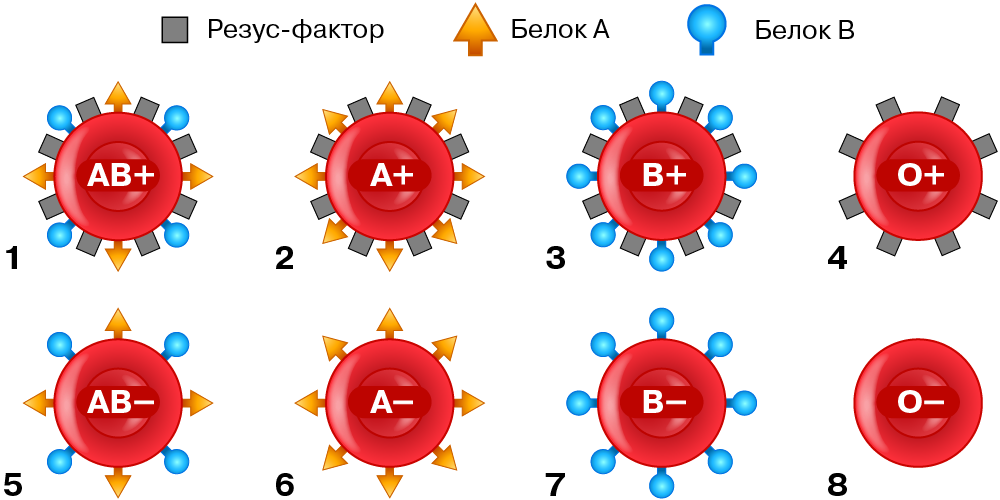 Резус-фактор
Белок А
Белок В
AB+
A+
B+
O+
1
2
3
4
AB−
A−
B−
O−
5
6
7
8